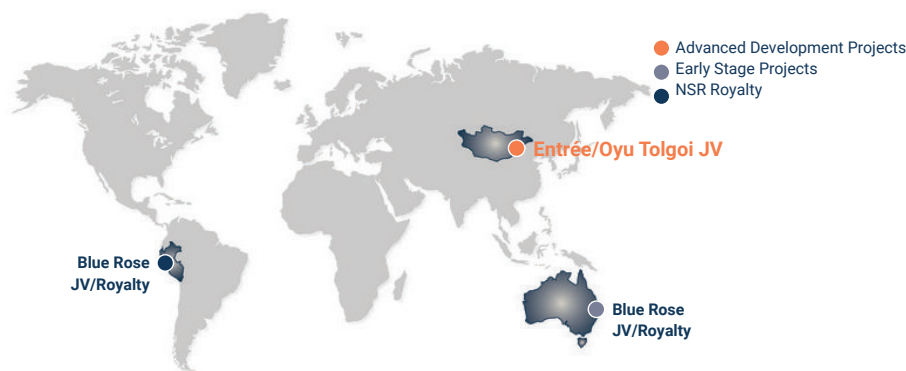 Advanced Development Projects
Early Stage Projects
NSR Royalty
Entrée/Oyu Tolgoi JV
Blue Rose
JV/Royalty
Blue Rose
JV/Royalty